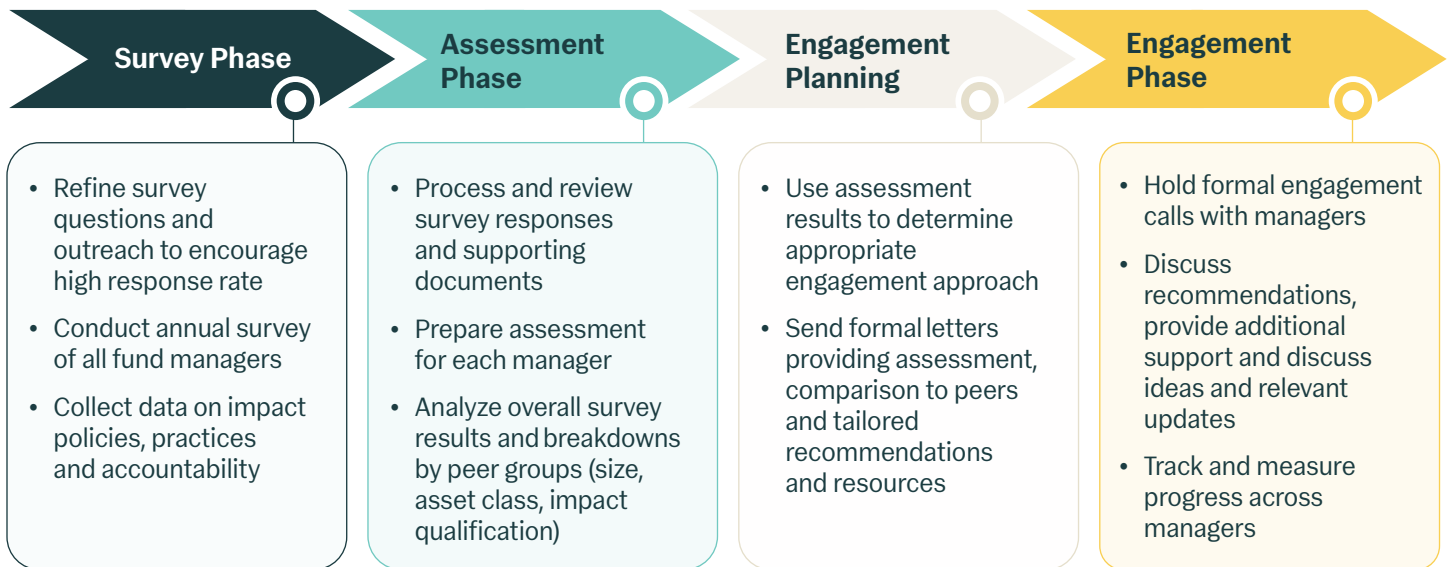 Survey Phase
• Refine survey
questions and
outreach to encourage
high response rate
• Conduct annual survey
of all fund managers
• Collect data on impact
policies, practices
and accountability
Assessment
Phase
• Process and review
survey responses
and supporting
documents
• Prepare assessment
for each manager
• Analyze overall survey
results and breakdowns
by peer groups (size,
asset class, impact
qualification)
Engagement
Planning
• Use assessment
results to determine
appropriate
engagement approach
• Send formal letters
providing assessment,
comparison to peers
and tailored
recommendations
and resources
Engagement
Phase
• Hold formal engagement
calls with managers
• Discuss
recommendations,
provide additional
support and discuss
ideas and relevant
updates
• Track and measure
progress across
managers